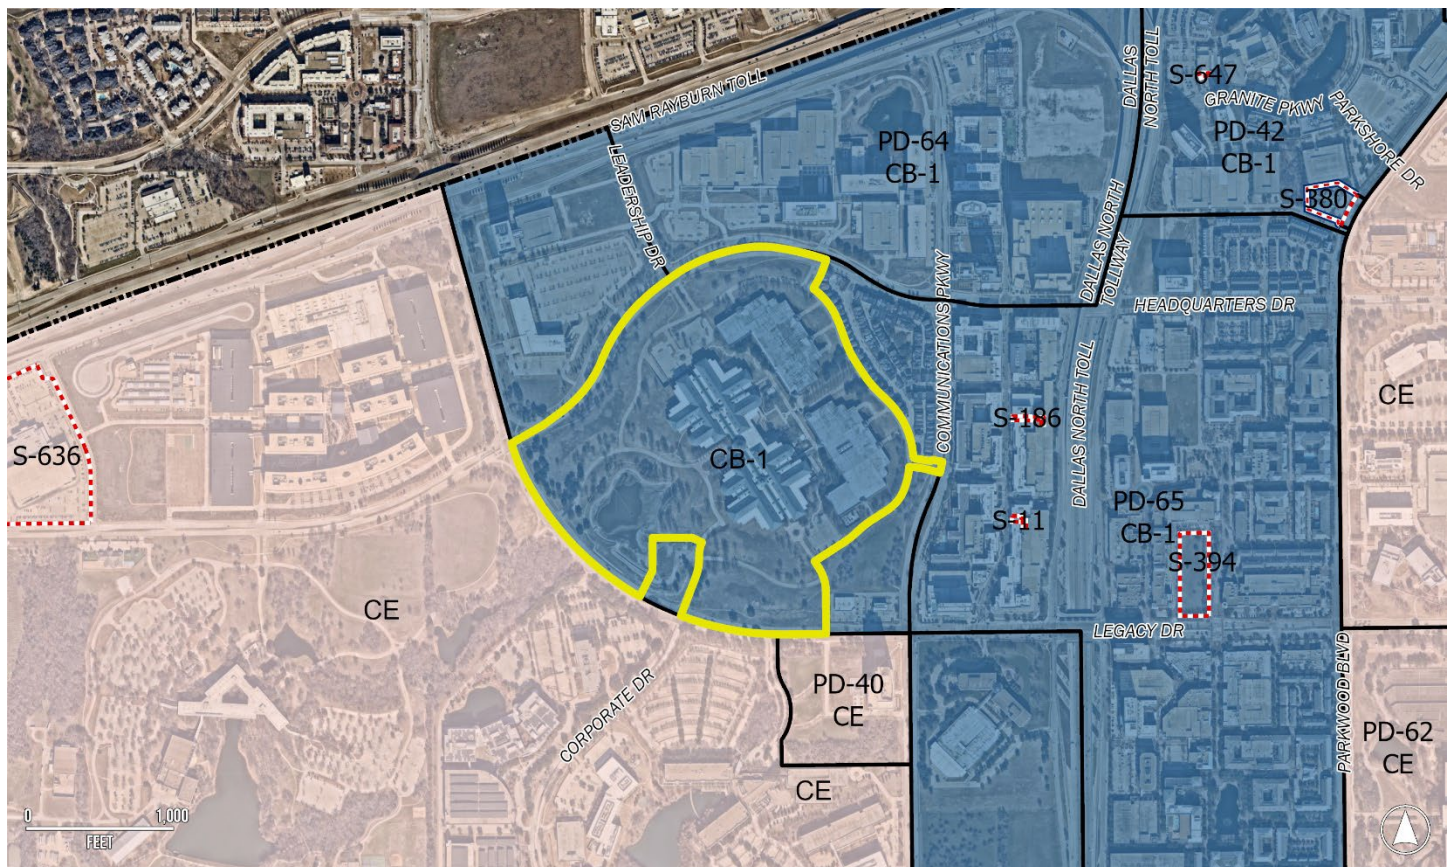 SAM RAYBURN TOLL
LEADERSHIP DR
PD-64
CB-1
DALLAS
NORTH TOLL
S-647
GRANITE PKWY
PARKSHORE DR
PD-42
CB-1
S-380
DALLAS NORTH
TOLLWAY
HEADQUARTERS DR
COMMUNICATIONS PKWY
DALLAS NORTH TOLL
CE
S-186
S-636
CB-1
PD-65
CB-1
S-11
S-394
CE
LEGACY DR
CORPORATE DR
PD-40
CE
PARKWOOD BLVD
PD-62
CE
CE
0 1,000
FEET